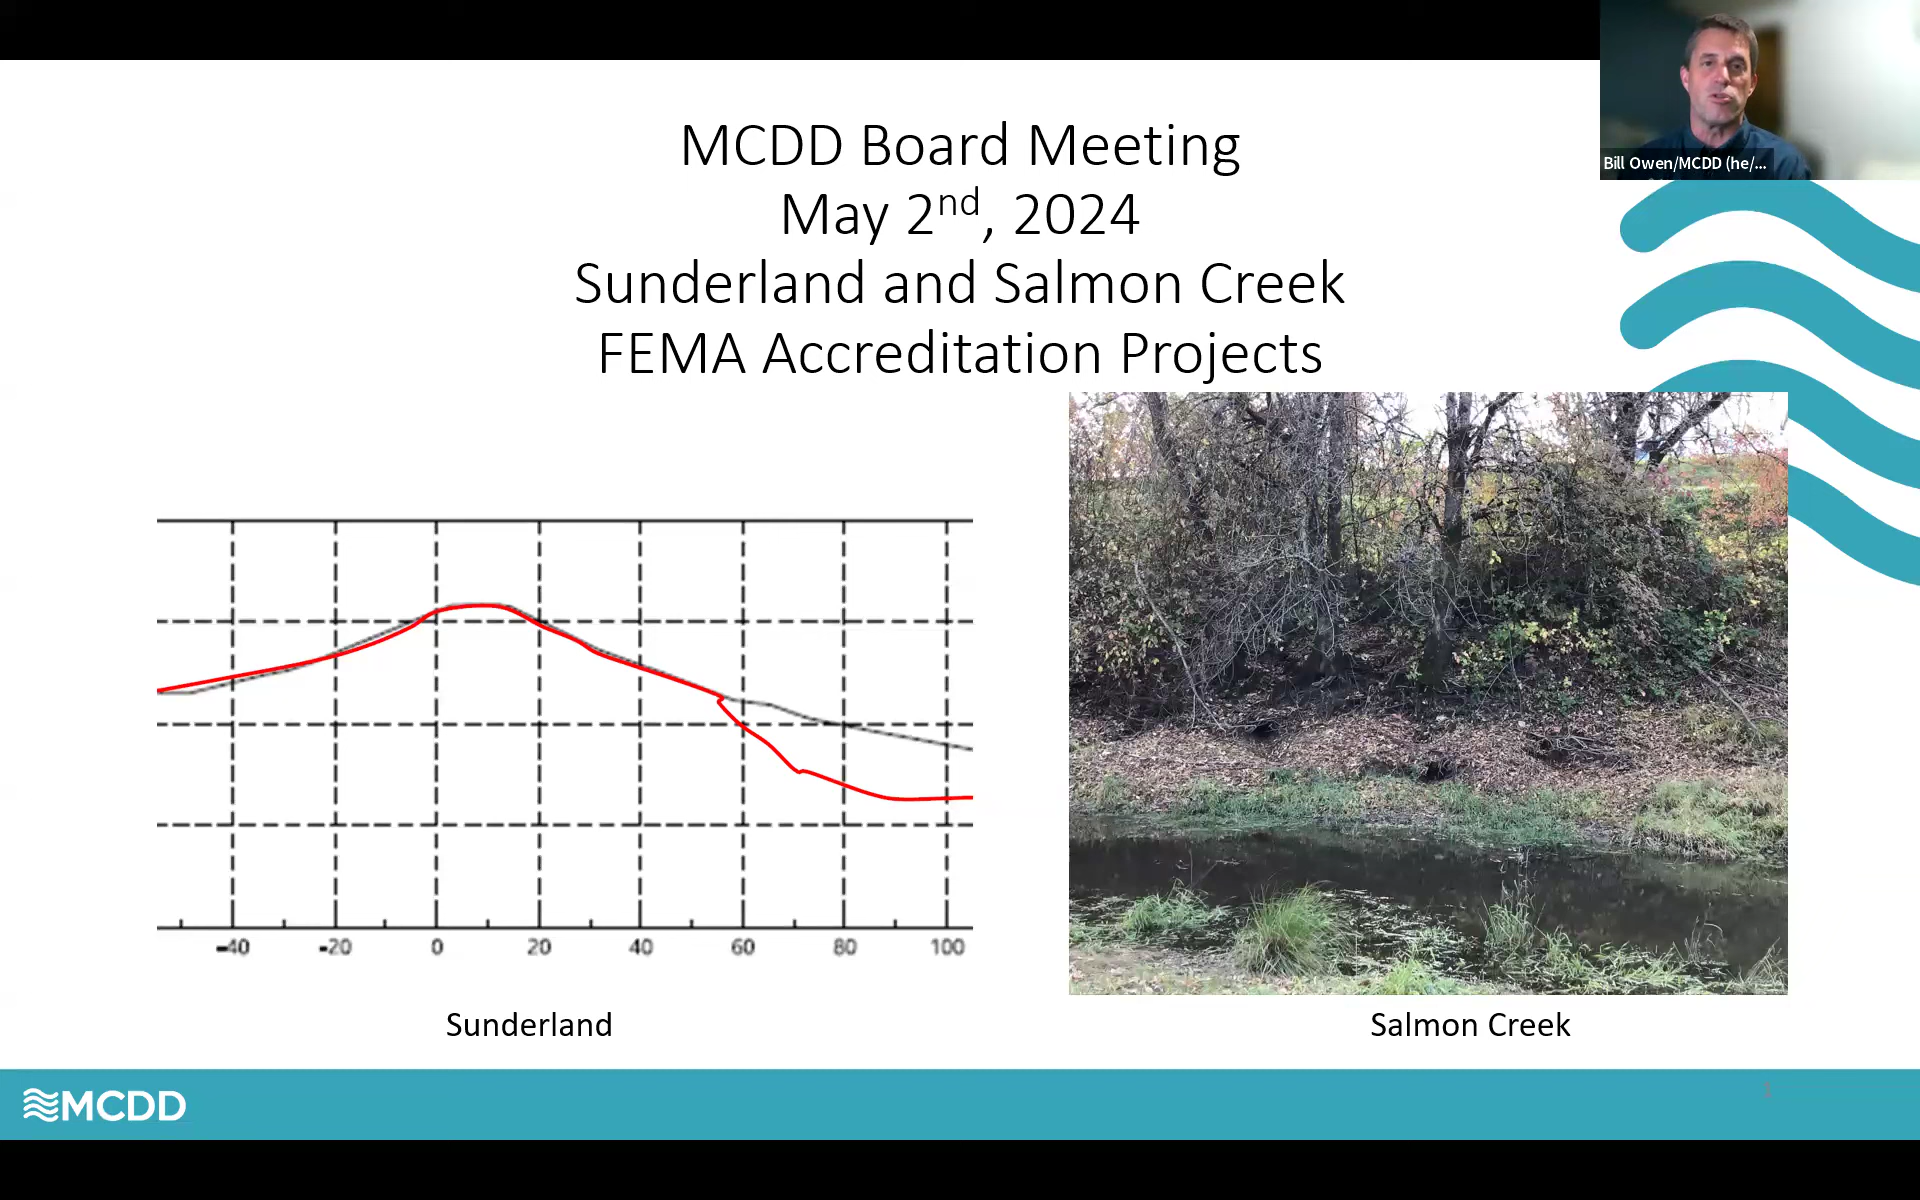 Bill Owen/MCDD (he/...
MCDD Board Meeting
May 2nd, 2024
Sunderland and Salmon Creek
FEMA Accreditation Projects
-40 -20 0 20 40 60 80 100
Sunderland
Salmon Creek
MCDD